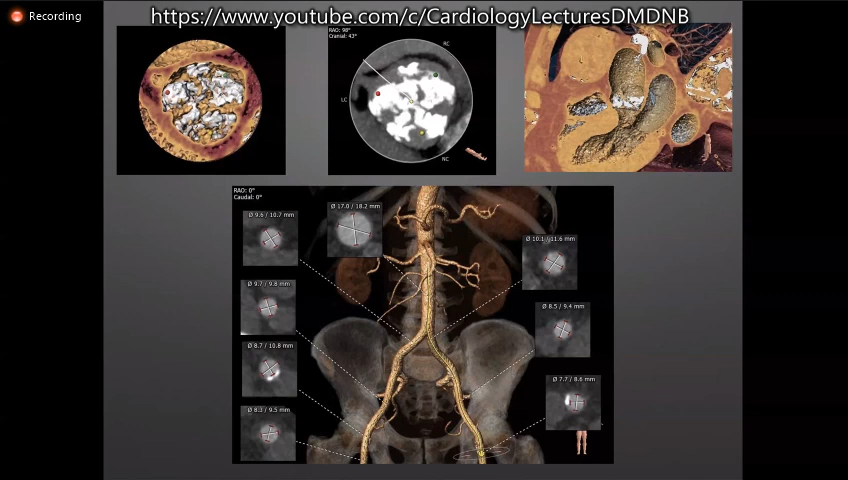 Recording
https://www.youtube.com/c/CardiologyLecturesDMDNB
RAO: 98°
Cranial: 43°
RC
LC
NC
RAO: 0°
Caudal: 0°
Ø 9.6 / 10.7 mm
Ø 17.0 / 18.2 mm
Ø 10.1 / 11.6 mm
Ø 9.7 / 9.8 mm
Ø 8.5 / 9.4 mm
Ø 8.7 / 10.8 mm
Ø 7.7 / 8.6 mm
Ø 8.3 / 9.5 mm